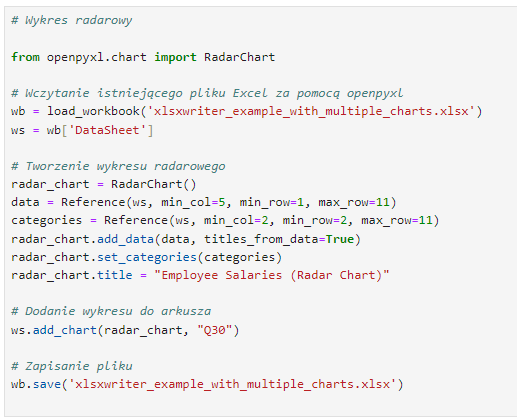 # Wykres radarowy
from openpyxl.chart import RadarChart
# Wczytanie istniejącego pliku Excel za pomocą openpyxl
wb = load_workbook('xlsxwriter_example_with_multiple_charts.xlsx')
ws = wb['DataSheet']
# Tworzenie wykresu radarowego
radar_chart = RadarChart()
data = Reference(ws, min_col=5, min_row=1, max_row=11)
categories = Reference(ws, min_col=2, min_row=2, max_row=11)
radar_chart.add_data(data, titles_from_data=True)
radar_chart.set_categories(categories)
radar_chart.title = "Employee Salaries (Radar Chart)"
# Dodanie wykresu do arkusza
ws.add_chart(radar_chart, "Q30")
# Zapisanie pliku
wb.save('xlsxwriter_example_with_multiple_charts.xlsx')